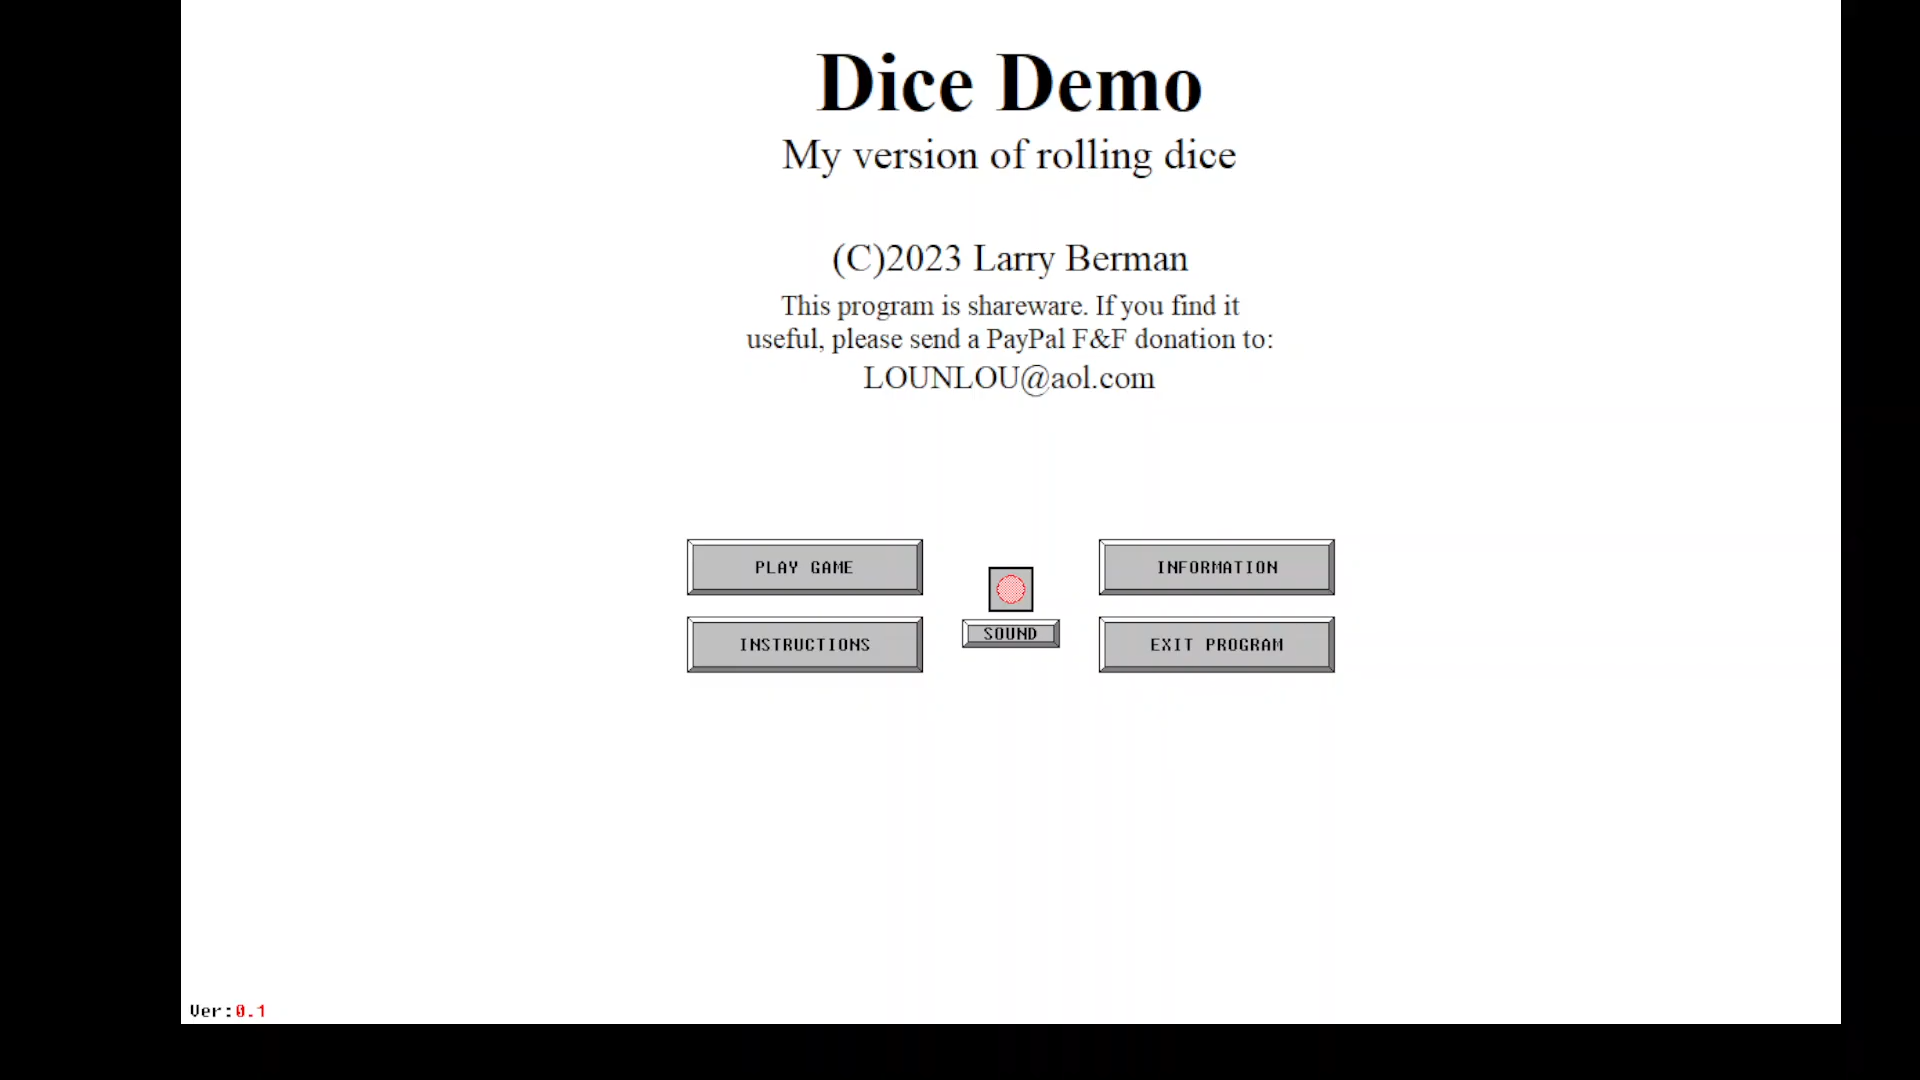 Dice Demo
My version of rolling dice
(C)2023 Larry Berman
This program is shareware. If you find it
useful, please send a PayPal F&F donation to:
LOUNLOU@aol.com
PLAY GAME
INFORMATION
INSTRUCTIONS
SOUND
EXIT PROGRAM
Ver:0.1